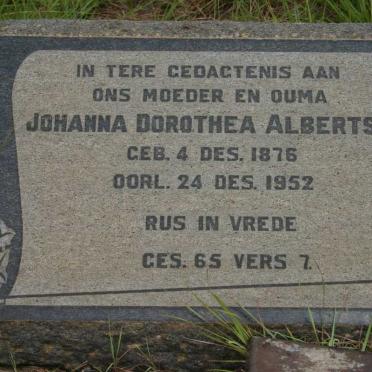 IN TERE GEDACTENIS AAN
ONS MOEDER EN OUMA
JOHANNA DOROTHEA ALBERTS
GEB. 4 DES. 1876
OORL. 24 DES. 1952
RUS IN VREDE
GES. 65 VERS 7.